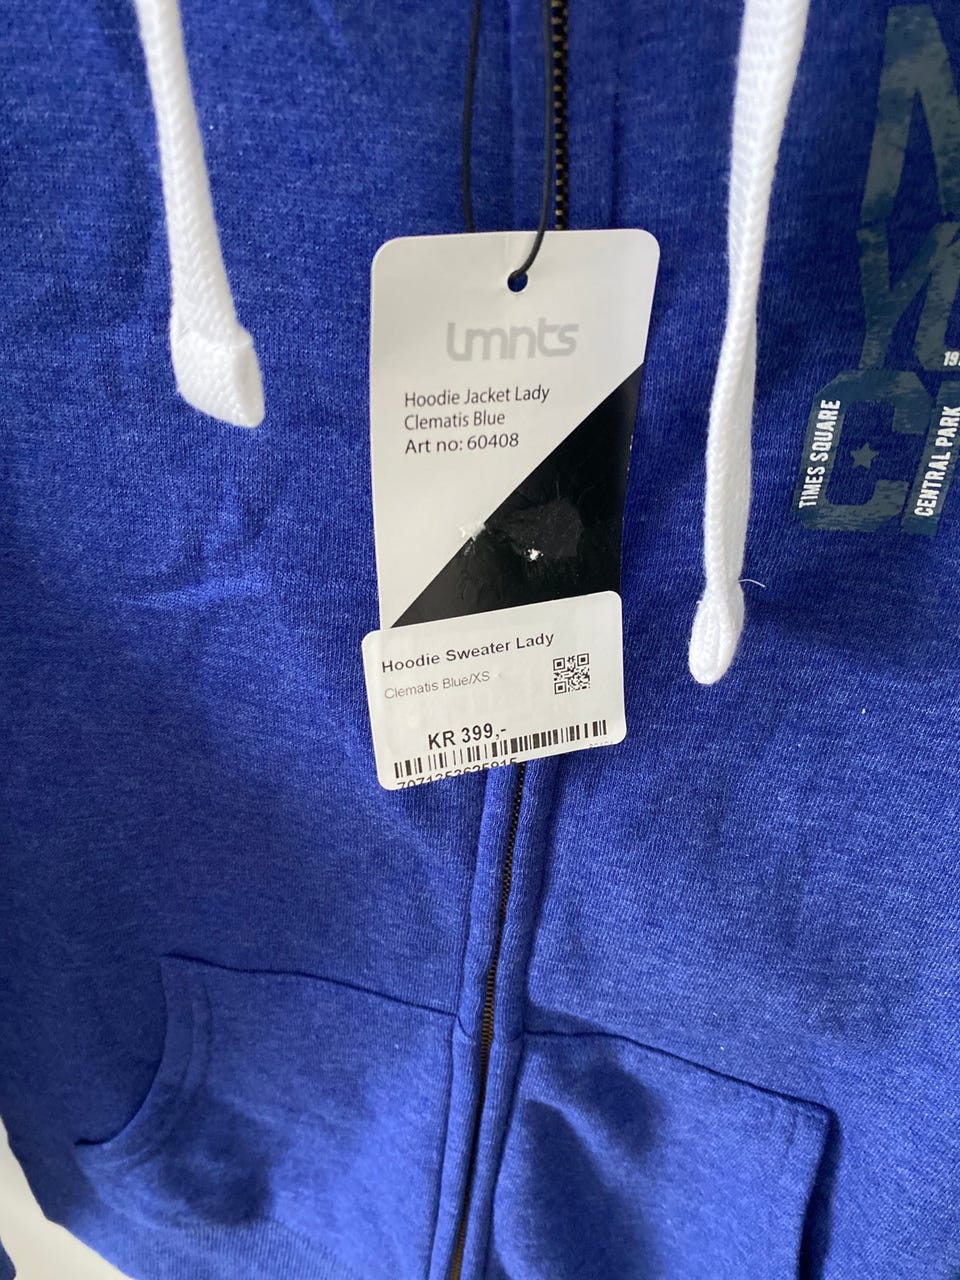 lmnts
Hoodie Jacket Lady
Clematis Blue
Art no: 60408
Hoodie Sweater Lady
Clematis Blue/XS
KR 399,-
TIMES SQUARE
CENTRAL PARK